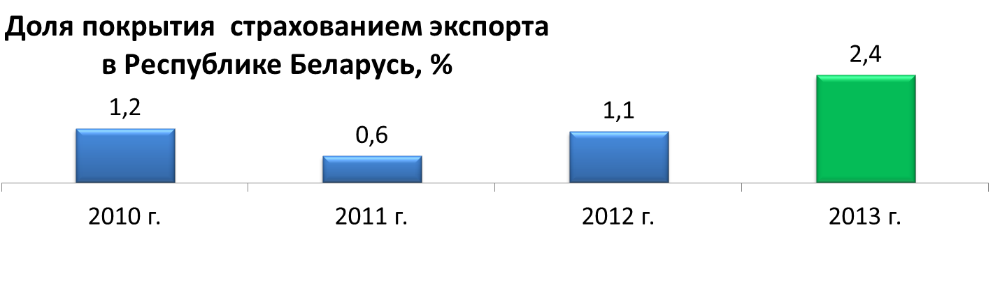 Доля покрытия  страхованием экспорта
в Республике Беларусь, %
1,2
0,6
1,1
2,4
2010 г.
2011 г.
2012 г.
2013 г.